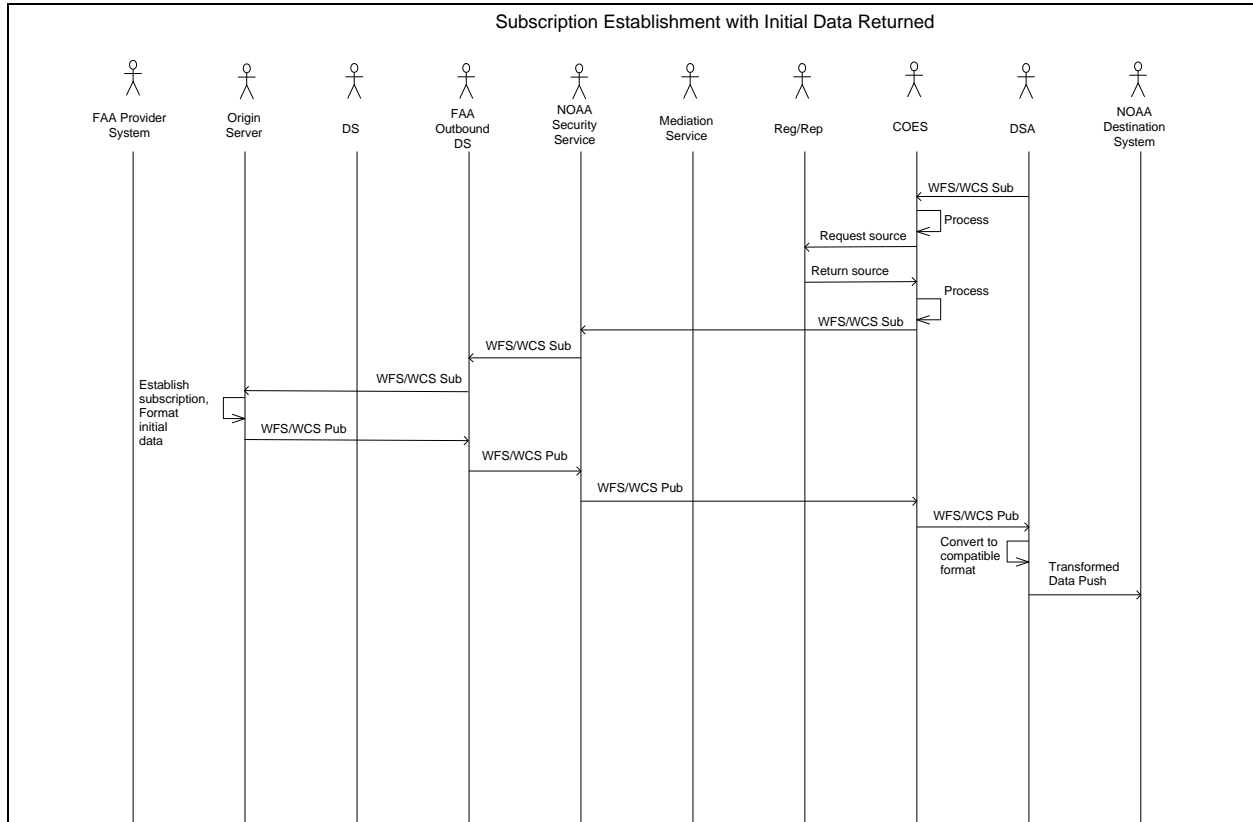 Subscription Establishment with Initial Data Returned
FAA Provider
System
Origin
Server
DS
FAA
Outbound
DS
NOAA
Security
Service
Mediation
Service
Reg/Rep
COES
DSA
NOAA
Destination
System
WFS/WCS Sub
Process
Request source
Return source
Process
WFS/WCS Sub
WFS/WCS Sub
WFS/WCS Sub
Establish
subscription,
Format
initial
data
WFS/WCS Pub
WFS/WCS Pub
WFS/WCS Pub
WFS/WCS Pub
Convert to
compatible
format
Transformed
Data Push